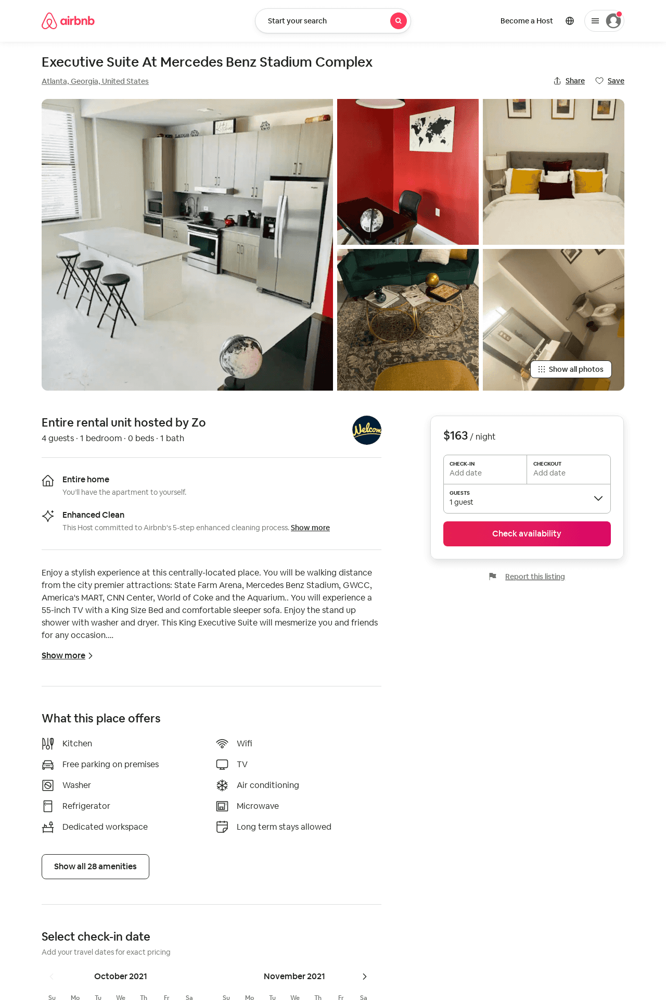 airbnb
Start your search
Become a Host
Executive Suite At Mercedes Benz Stadium Complex
Atlanta, Georgia, United States
Share
Save
Kitchen
LAUGH
Show all photos
Entire rental unit hosted by Zo
4 guests · 1 bedroom · 0 beds · 1 bath
Welcom
$163 / night
CHECK-IN
Add date
CHECKOUT
Add date
GUESTS
1 guest
Check availability
Report this listing
Entire home
You’ll have the apartment to yourself.
Enhanced Clean
This Host committed to Airbnb's 5-step enhanced cleaning process. Show more
Enjoy a stylish experience at this centrally-located place. You will be walking distance
from the city premier attractions: State Farm Arena, Mercedes Benz Stadium, GWCC,
America's MART, CNN Center, World of Coke and the Aquarium.. You will experience a
55-inch TV with a King Size Bed and comfortable sleeper sofa. Enjoy the stand up
shower with washer and dryer. This King Executive Suite will mesmerize you and friends
for any occasion....
Show more
What this place offers
Kitchen
Wifi
Free parking on premises
TV
Washer
Air conditioning
Refrigerator
Microwave
Dedicated workspace
Long term stays allowed
Show all 28 amenities
Select check-in date
Add your travel dates for exact pricing
October 2021
November 2021
Su Mo Tu We Th Fr Sa
Su Mo Tu We Th Fr Sa